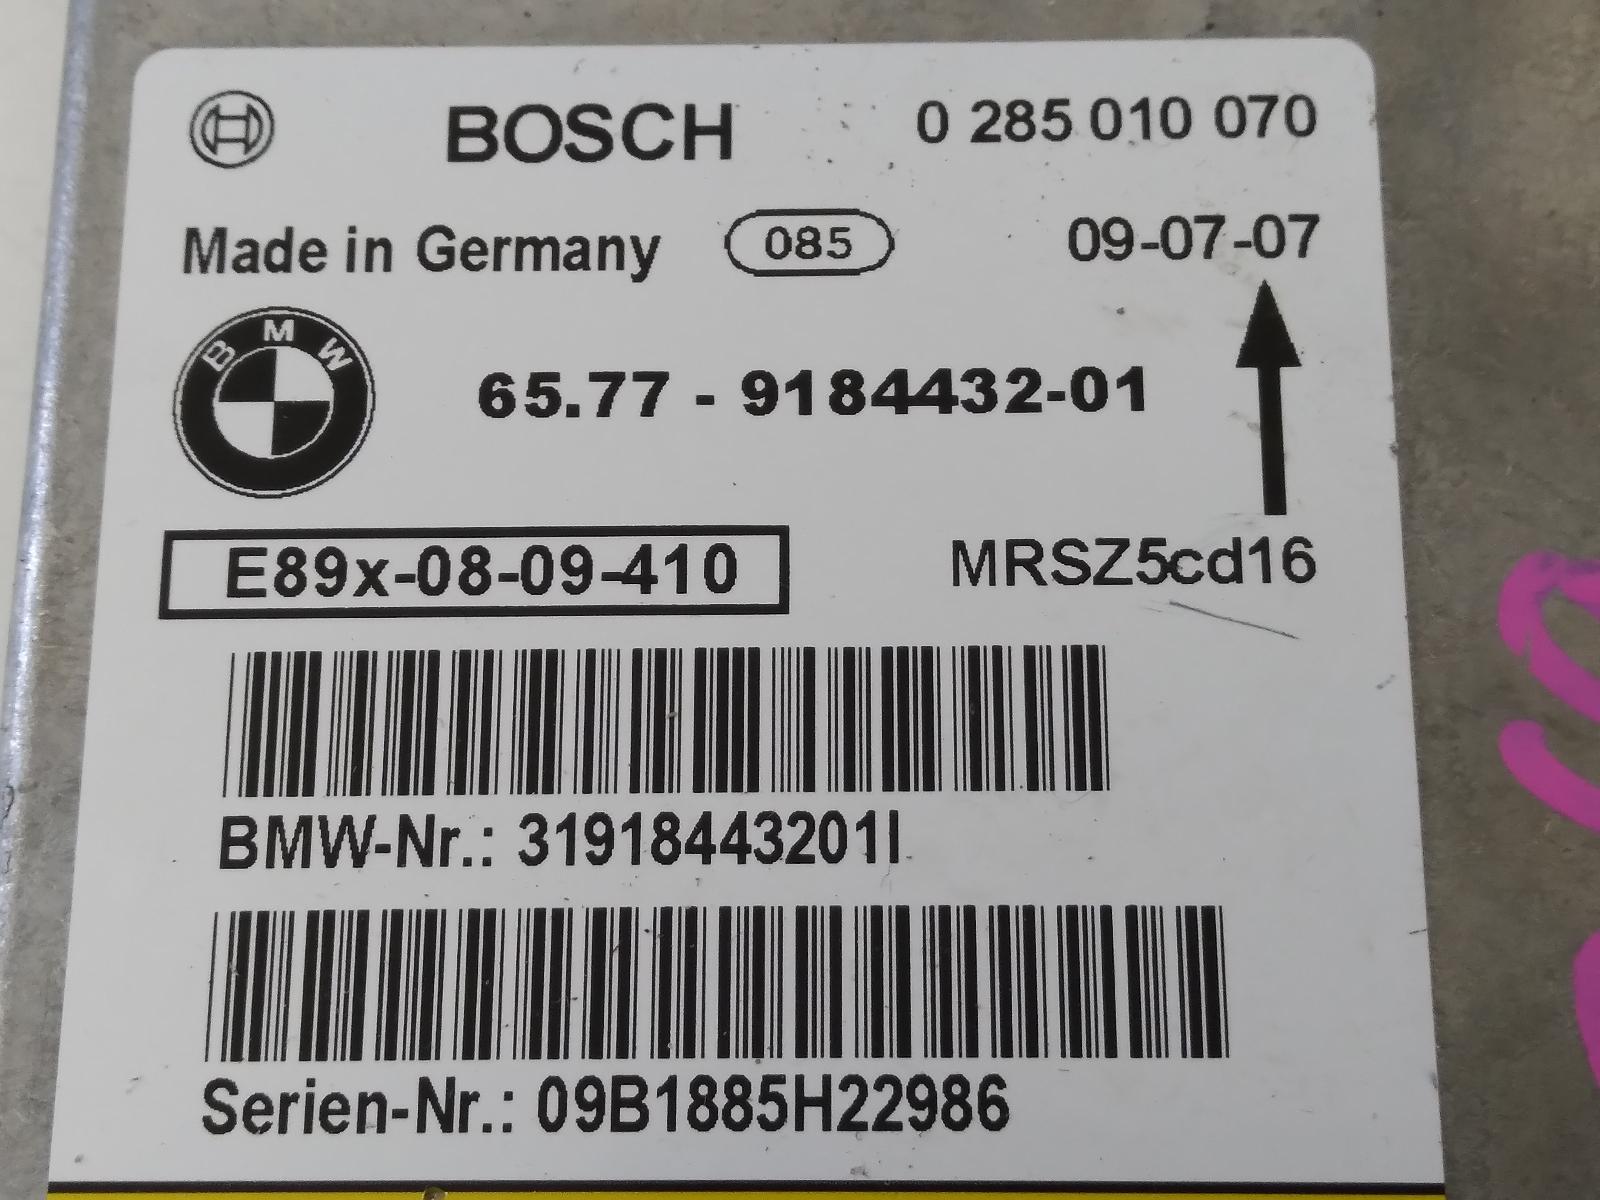 BOSCH 0 285 010 070
Made in Germany 085 09-07-07
BMW
65.77 - 9184432-01
E89x-08-09-410 MRSZ5cd16
BMW-Nr.: 31918443201I
Serien-Nr.: 09B1885H22986